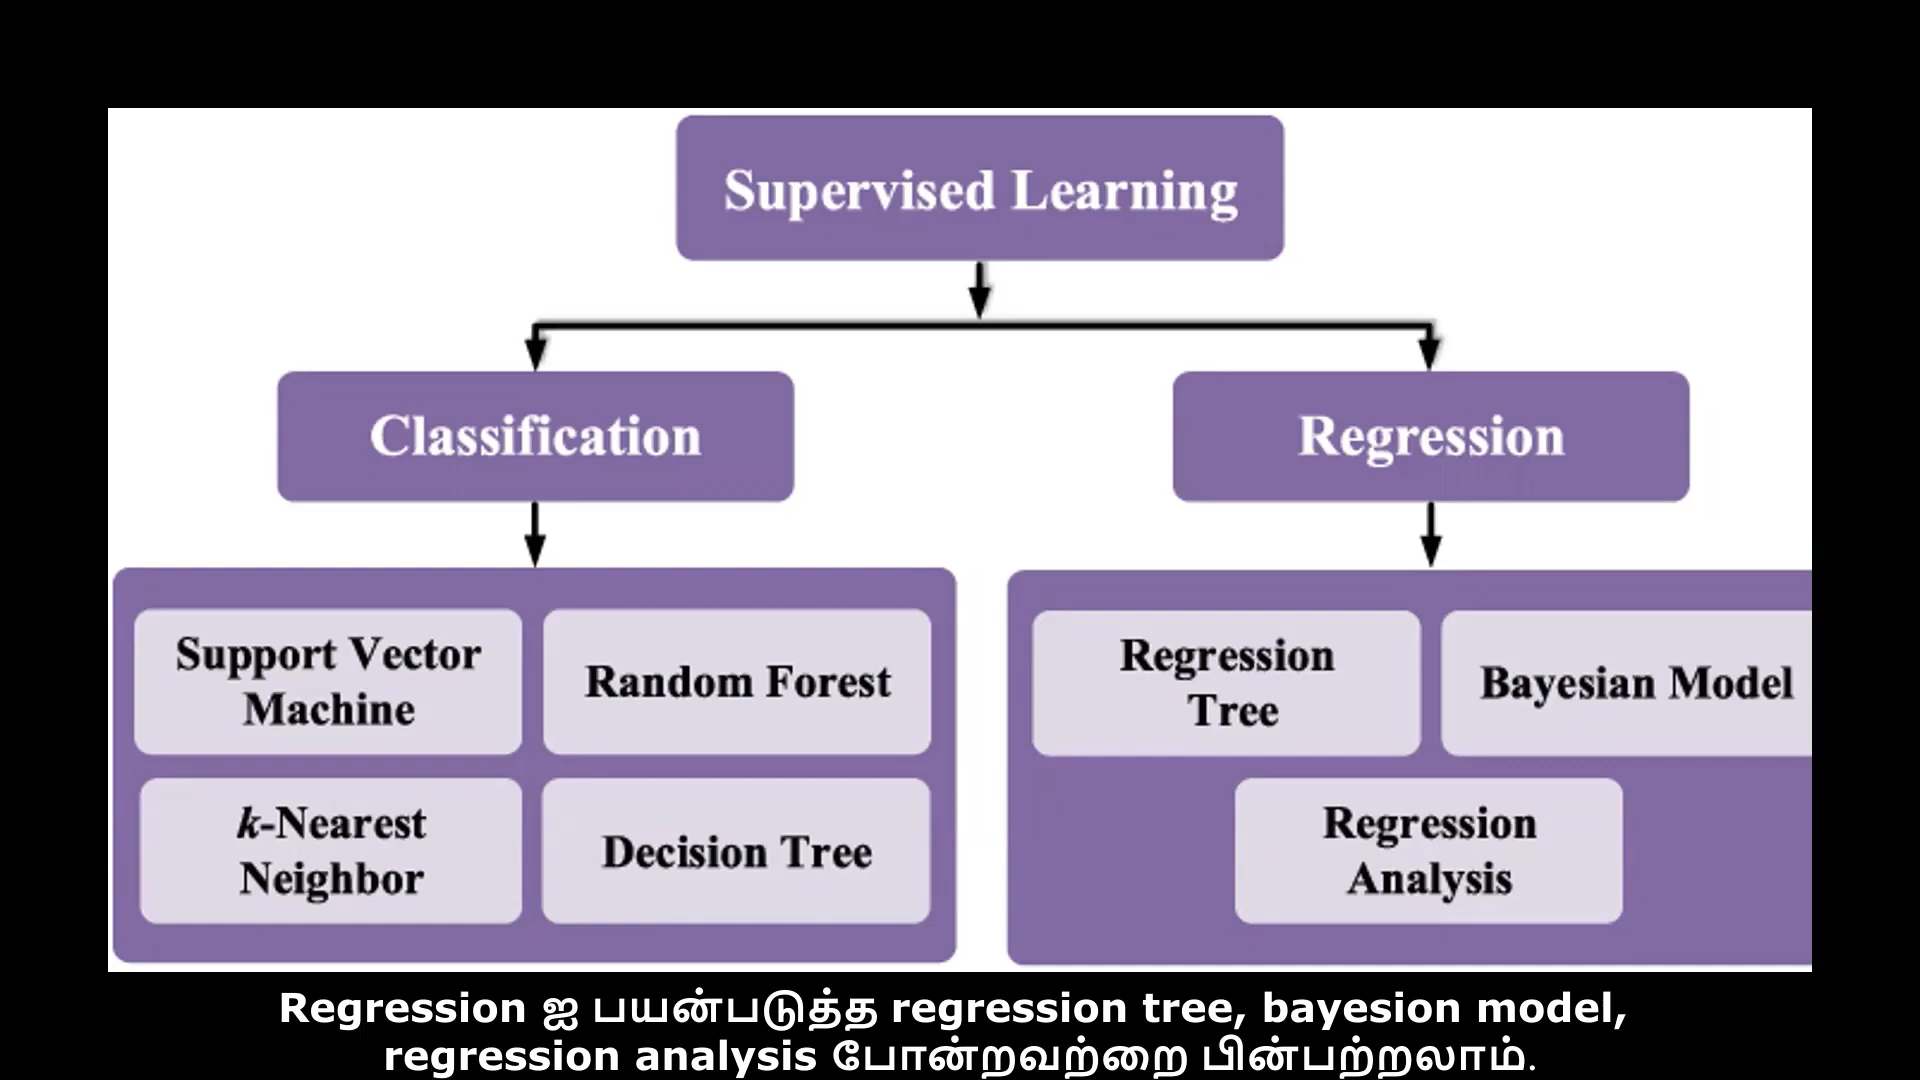 Supervised Learning
Classification
Regression
Support Vector
Machine
Random Forest
k-Nearest
Neighbor
Decision Tree
Regression
Tree
Bayesian Model
Regression
Analysis
Regression ஐ பயன்படுத்த regression tree, bayesion model,
regression analysis போன்றவற்றை பின்பற்றலாம்.